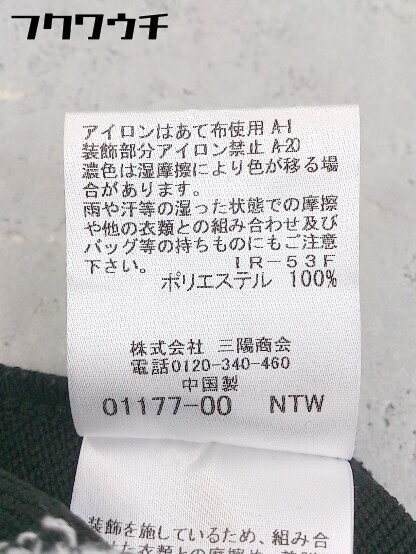 フクワウチ
アイロンはあて布使用 A-1
装飾部分アイロン禁止 A-20
濃色は湿摩擦により色が移る場
合があります。
雨や汗等の湿った状態での摩擦
や他の衣類との組み合わせ及び
バッグ等の持ちものにもご注意
下さい。 IR-53F
ポリエステル 100%
株式会社 三陽商会
電話0120-340-460
中国製
01177-00 NTW
装飾を施しているため、組み合